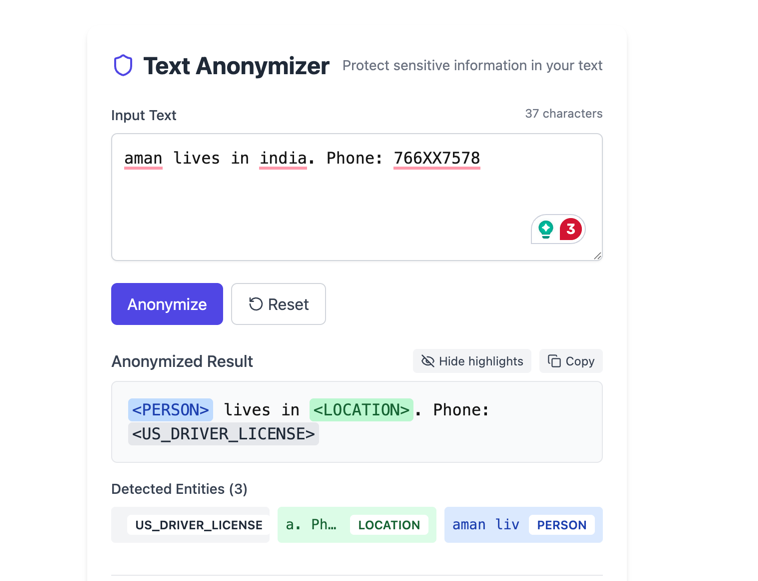 Text Anonymizer Protect sensitive information in your text
Input Text 37 characters
aman lives in india. Phone: 766XX7578
3
Anonymize Reset
Anonymized Result Hide highlights Copy
<PERSON> lives in <LOCATION>. Phone:
<US_DRIVER_LICENSE>
Detected Entities (3)
US_DRIVER_LICENSE a. Ph… LOCATION aman liv PERSON